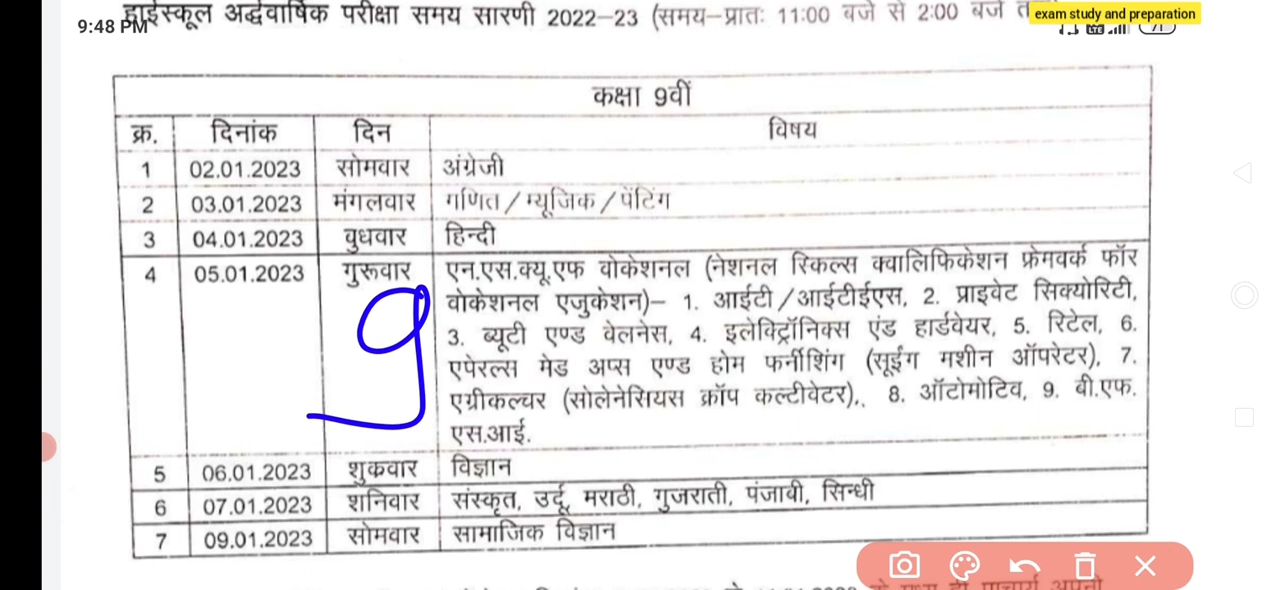 हाईस्कूल अर्द्धवार्षिक परीक्षा समय सारणी 2022–23 (समय–प्रातः 11:00 बजे से 2:00 बजे
exam study and preparation
9:48 PM
कक्षा 9वीं
क्र. दिनांक दिन विषय
1 02.01.2023 सोमवार अंग्रेजी
2 03.01.2023 मंगलवार गणित/म्यूजिक/पेंटिंग
3 04.01.2023 बुधवार हिन्दी
4 05.01.2023 गुरूवार एन.एस.क्यू.एफ वोकेशनल (नेशनल स्किल्स क्वालिफिकेशन फ्रेमवर्क फॉर
वोकेशनल एजुकेशन)– 1. आईटी/आईटीईएस, 2. प्राइवेट सिक्योरिटी,
3. ब्यूटी एण्ड वेलनेस, 4. इलेक्ट्रॉनिक्स एंड हार्डवेयर, 5. रिटेल, 6.
एपेरल्स मेड अप्स एण्ड होम फर्नीशिंग (सूईंग मशीन ऑपरेटर), 7.
एग्रीकल्चर (सोलेनेसियस क्रॉप कल्टीवेटर),. 8. ऑटोमोटिव, 9. बी.एफ.
एस.आई.
9
5 06.01.2023 शुकवार विज्ञान
6 07.01.2023 शनिवार संस्कृत, उर्दू, मराठी, गुजराती, पंजाबी, सिन्धी
7 09.01.2023 सोमवार सामाजिक विज्ञान